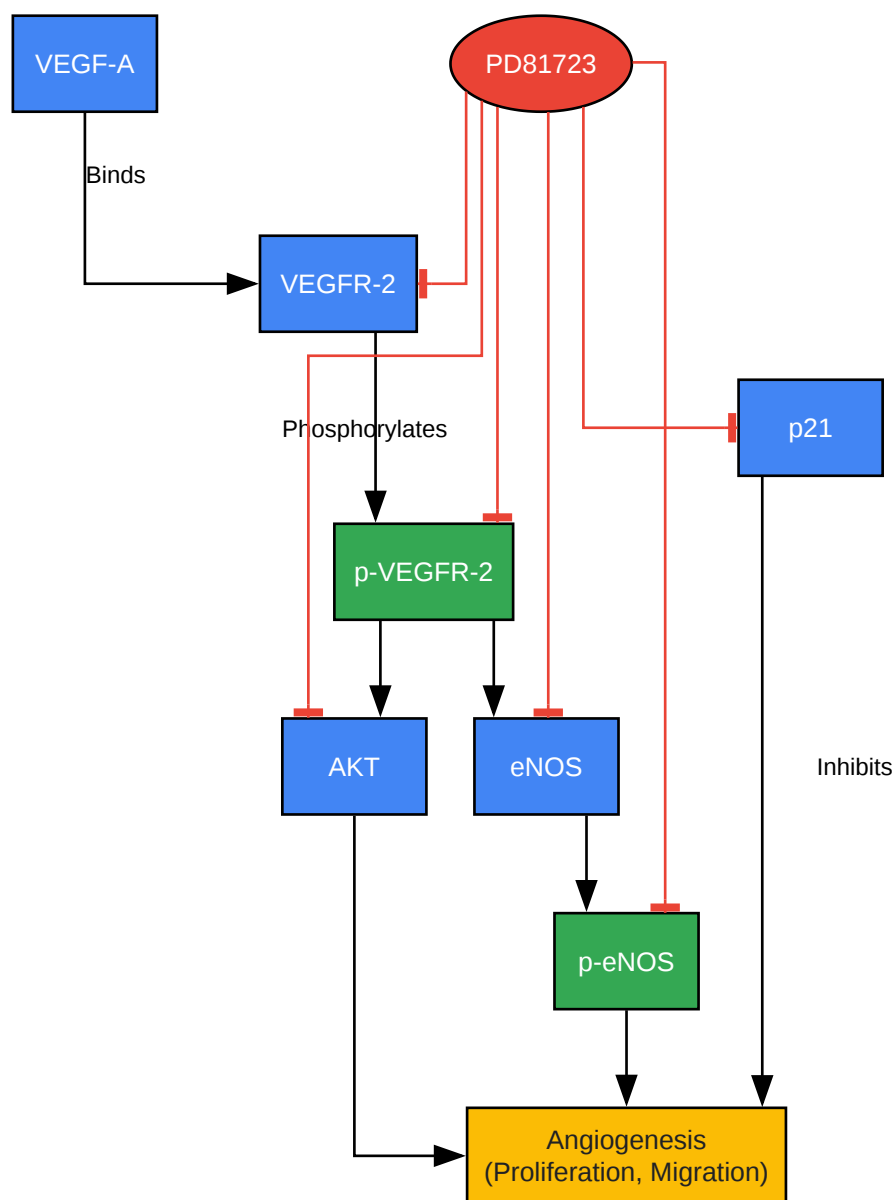 VEGF-A
PD81723
Binds
VEGFR-2
Phosphorylates
p21
p-VEGFR-2
AKT
eNOS
Inhibits
p-eNOS
Angiogenesis
(Proliferation, Migration)